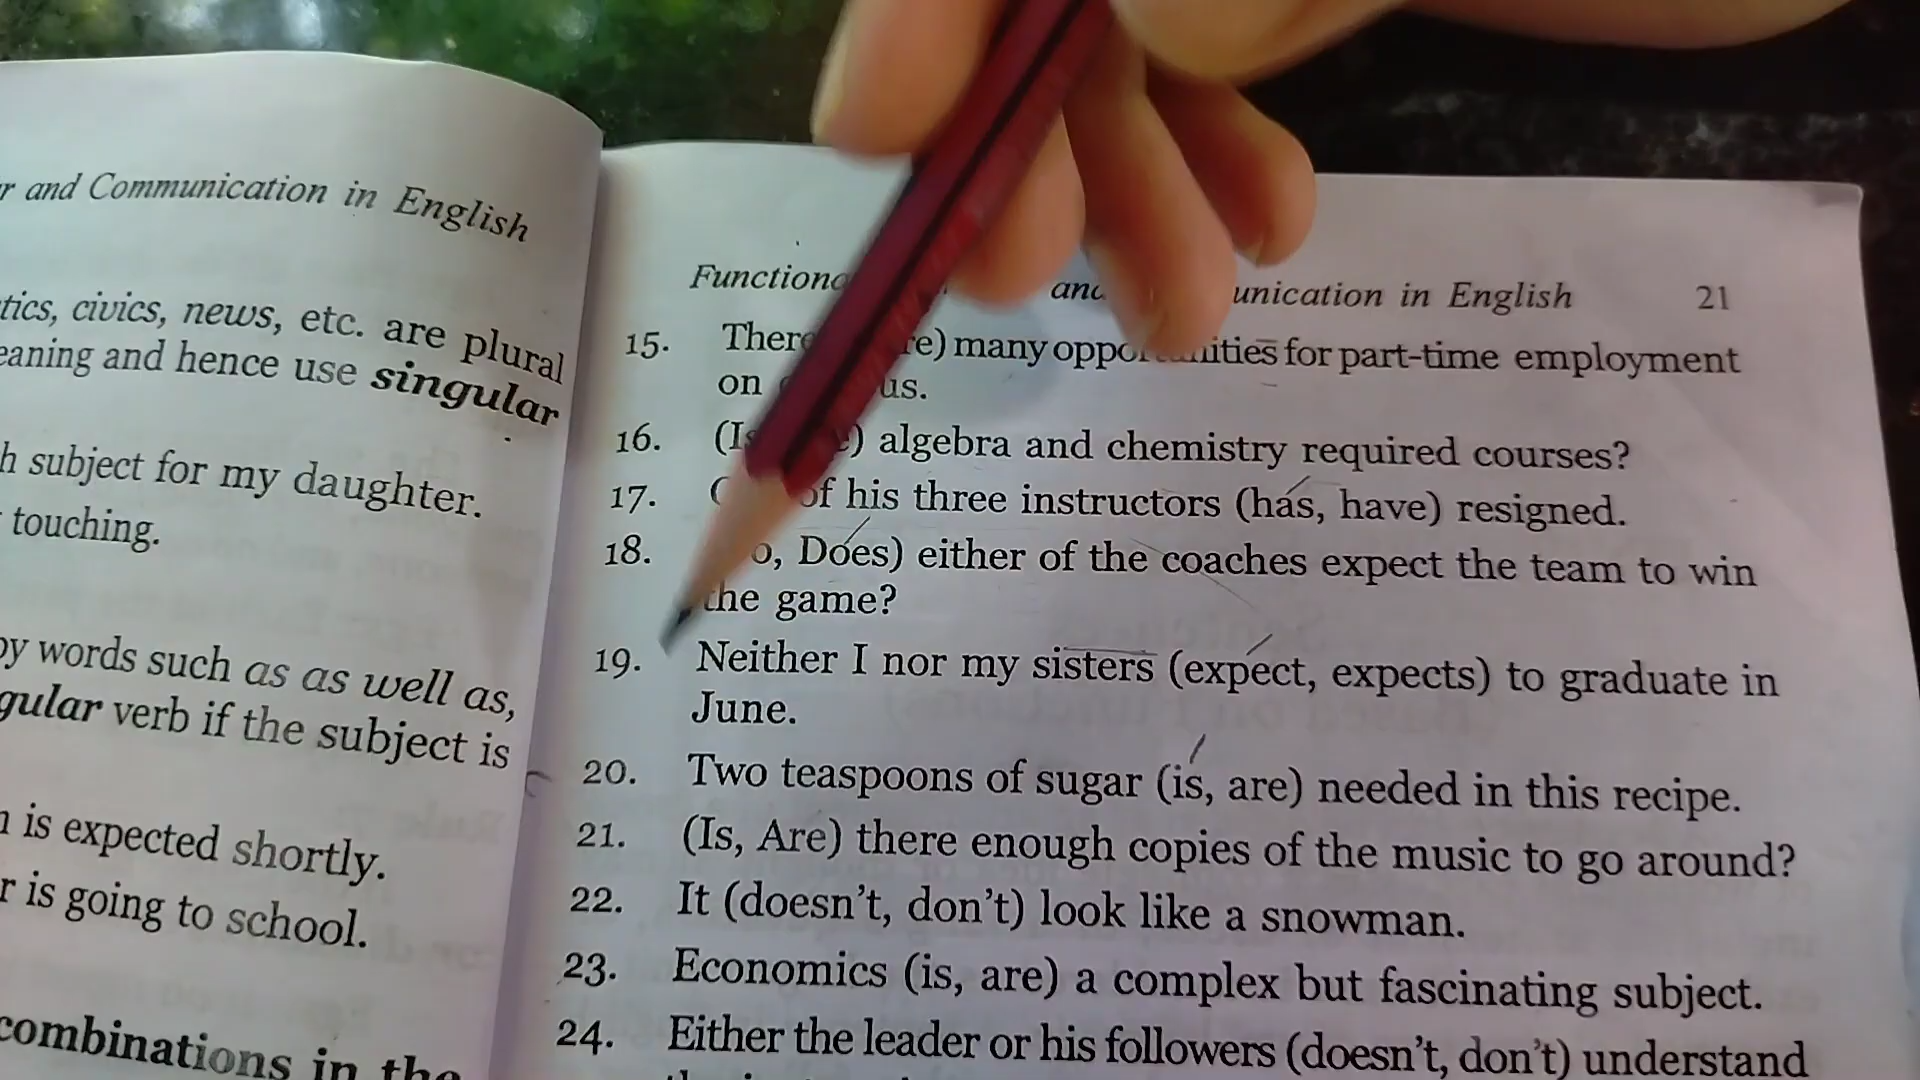 r and Communication in English
tics, civics, news, etc. are plural
eaning and hence use singular
h subject for my daughter.
touching.
by words such as as well as,
gular verb if the subject is
n is expected shortly.
r is going to school.
combinations in the
and unication in English 21
15. many for part-time employment
on us.
16. algebra and chemistry required courses?
17. of his three instructors (has, have) resigned.
18. Does) either of the coaches expect the team to win
the game?
19. Neither I nor my sisters (expect, expects) to graduate in
June.
20. Two teaspoons of sugar (is, are) needed in this recipe.
21. (Is, Are) there enough copies of the music to go around?
22. It (doesn't, don't) look like a snowman.
23. Economics (is, are) a complex but fascinating subject.
24. Either the leader or his followers (doesn't, don't) understand